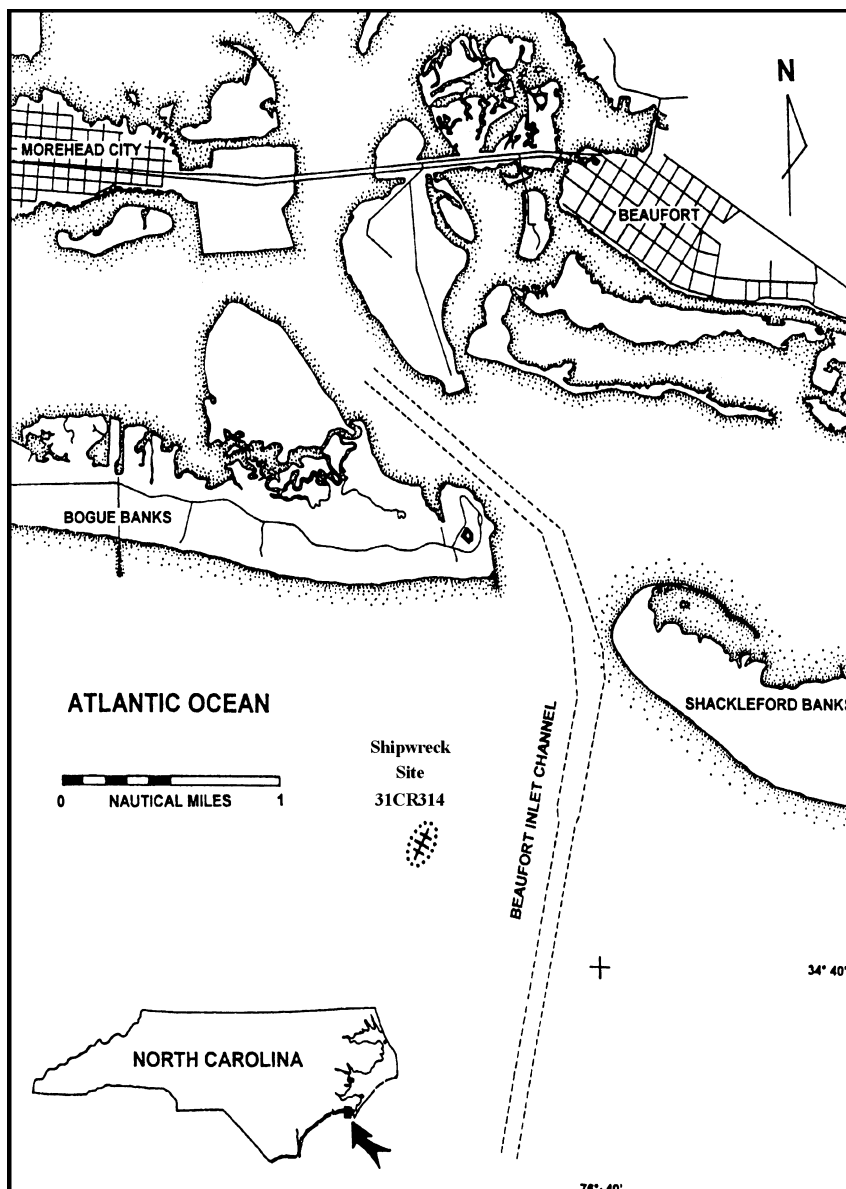 N
MOREHEAD CITY
BEAUFORT
BOGUE BANKS
ATLANTIC OCEAN
SHACKLEFORD BANKS
Shipwreck
Site
31CR314
0 NAUTICAL MILES 1
BEAUFORT INLET CHANNEL
34° 40'
NORTH CAROLINA
76° 40'